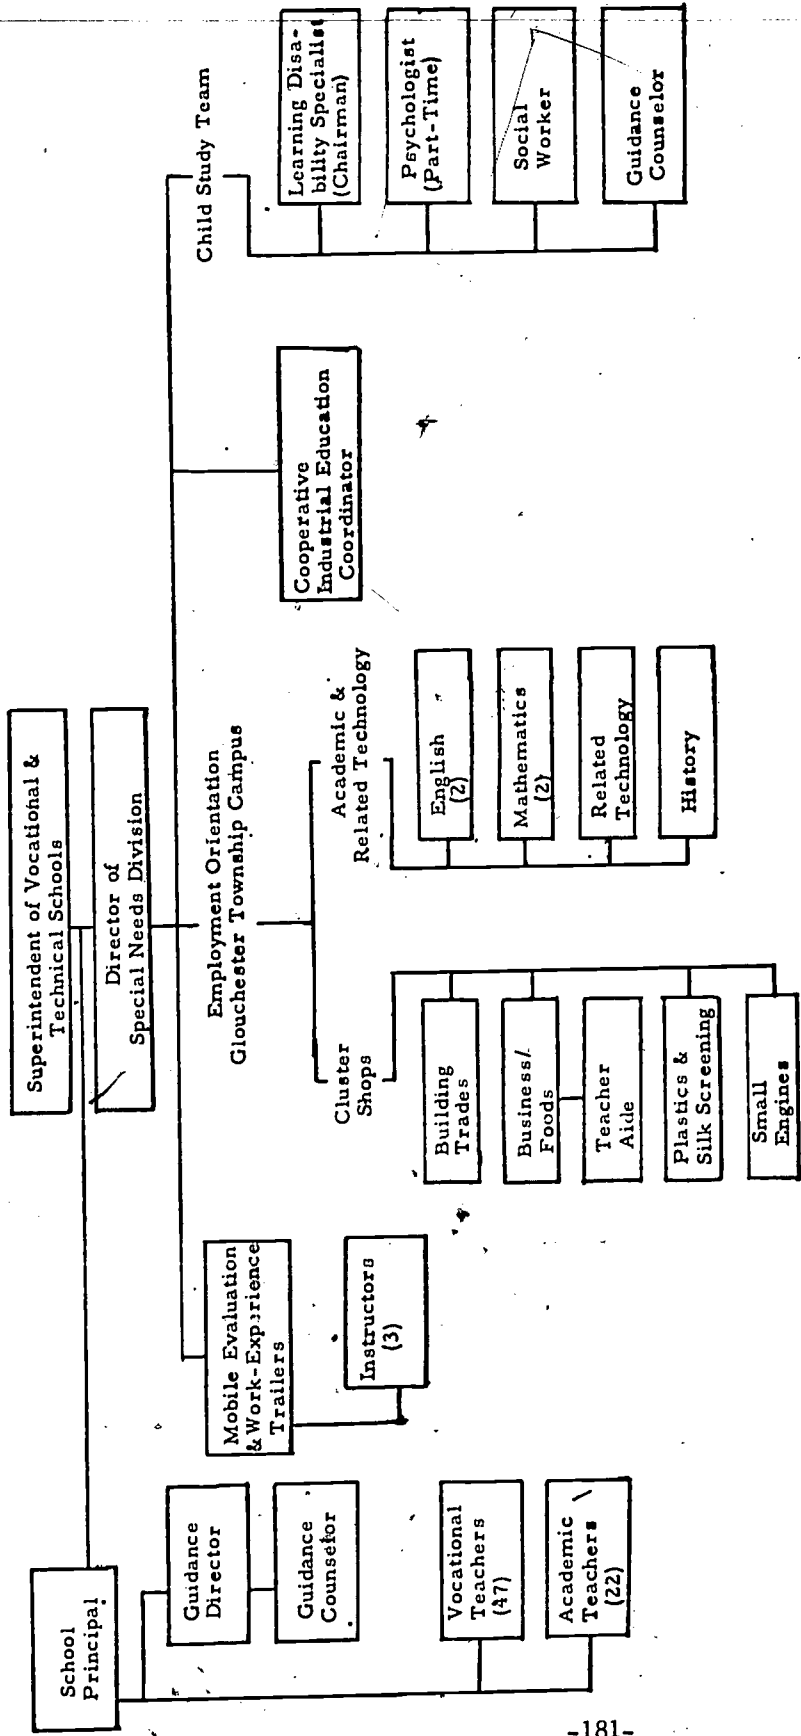 Superintendent of Vocational &
Technical Schools
Director of
Special Needs Division
School
Principal
Guidance
Director
Guidance
Counselor
Vocational
Teachers
(47)
Academic
Teachers
(22)
Mobile Evaluation
& Work-Experience
Trailers
Instructors
(3)
Employment Orientation
Glouchester Township Campus
Cluster
Shops
Building
Trades
Business/
Foods
Teacher
Aide
Plastics &
Silk Screening
Small
Engines
Academic &
Related Technology
English
(2)
Mathematics
(2)
Related
Technology
History
Cooperative
Industrial Education
Coordinator
Child Study Team
Learning Disa-
bility Specialist
(Chairman)
Psychologist
(Part-Time)
Social
Worker
Guidance
Counselor
-181-